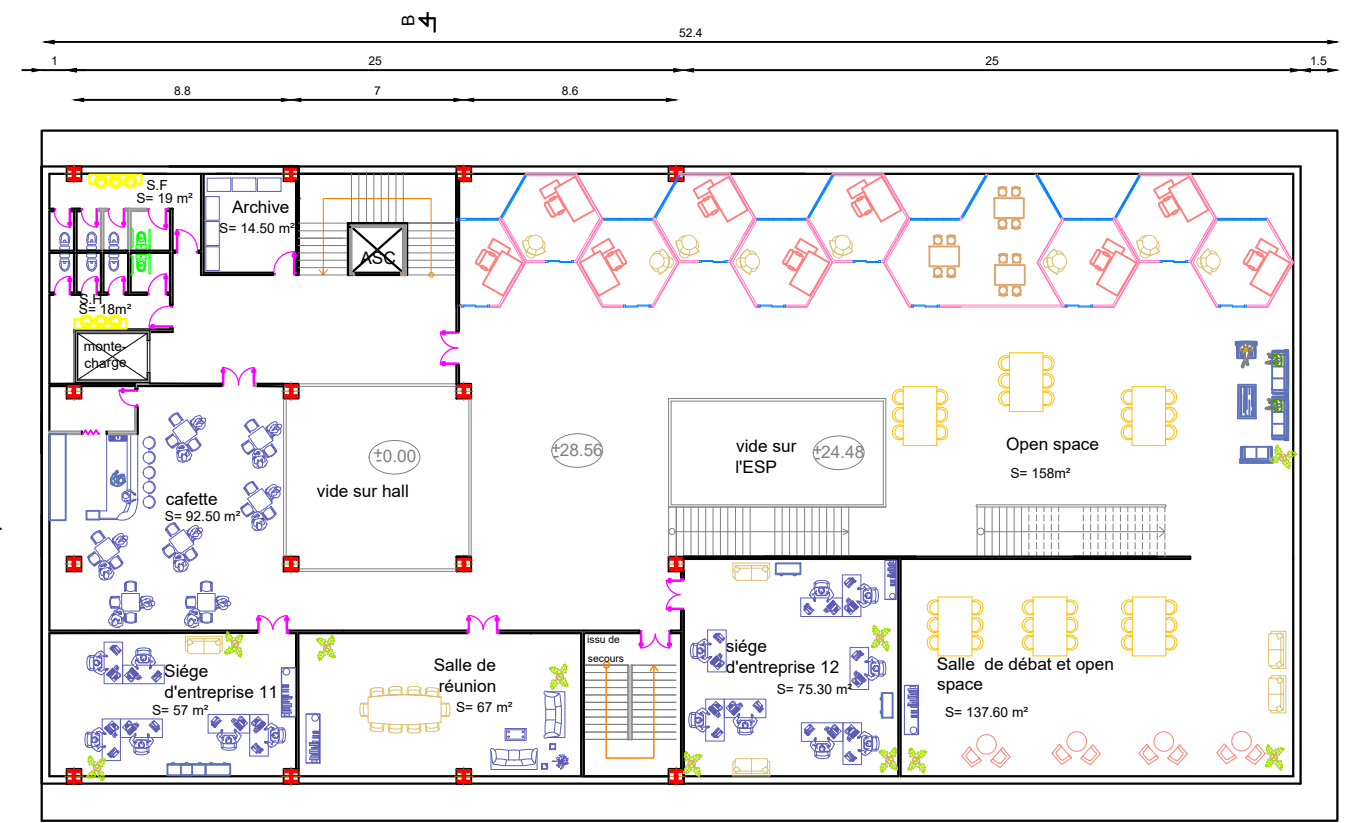 B
52.4
1
25
25
1.5
8.8
7
8.6
S.F
S= 19 m²
Archive
S= 14.50 m²
ASC
S.H
S= 18m²
monte-
charge
±0.00
vide sur hall
±28.56
vide sur
l'ESP
±24.48
Open space
S= 158m²
cafette
S= 92.50 m²
issu de
secours
Siége
d'entreprise 11
S= 57 m²
Salle de
réunion
S= 67 m²
siége
d'entreprise 12
S= 75.30 m²
Salle de débat et open
space
S= 137.60 m²